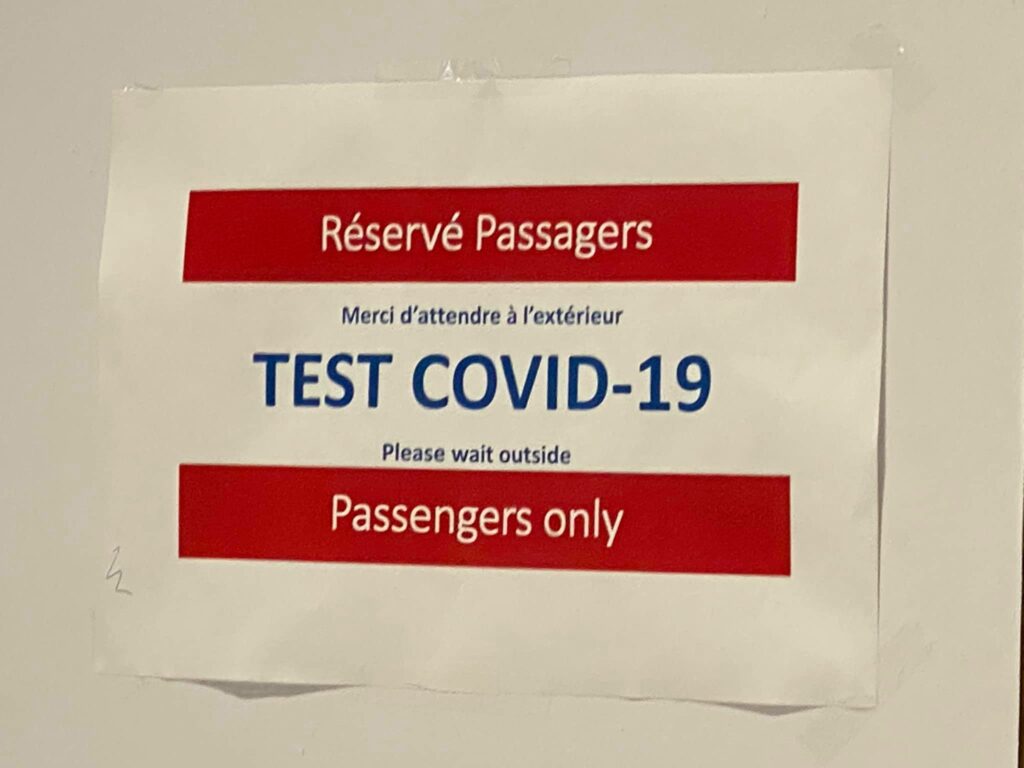 Réservé Passagers
Merci d'attendre à l'extérieur
TEST COVID-19
Please wait outside
Passengers only